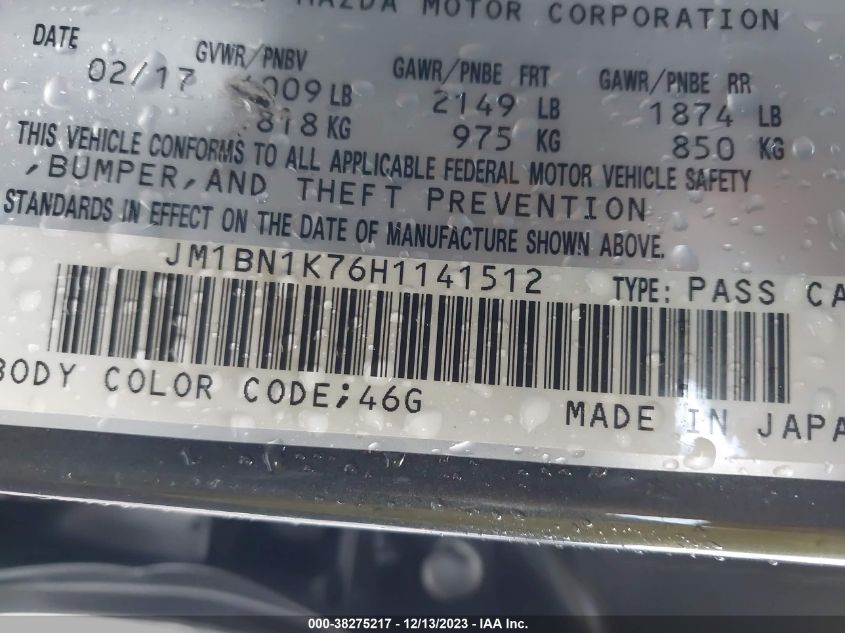 MAZDA MOTOR CORPORATION
DATE GVWR/PNBV GAWR/PNBE FRT GAWR/PNBE RR
02/17 009 LB 2149 LB 1874 LB
818 KG 975 KG 850 KG
THIS VEHICLE CONFORMS TO ALL APPLICABLE FEDERAL MOTOR VEHICLE SAFETY
,BUMPER,AND THEFT PREVENTION
STANDARDS IN EFFECT ON THE DATE OF MANUFACTURE SHOWN ABOVE.
JM1BN1K76H1141512 TYPE: PASS CA
BODY COLOR CODE;46G
MADE IN JAPA
000-38275217 - 12/13/2023 - IAA Inc.